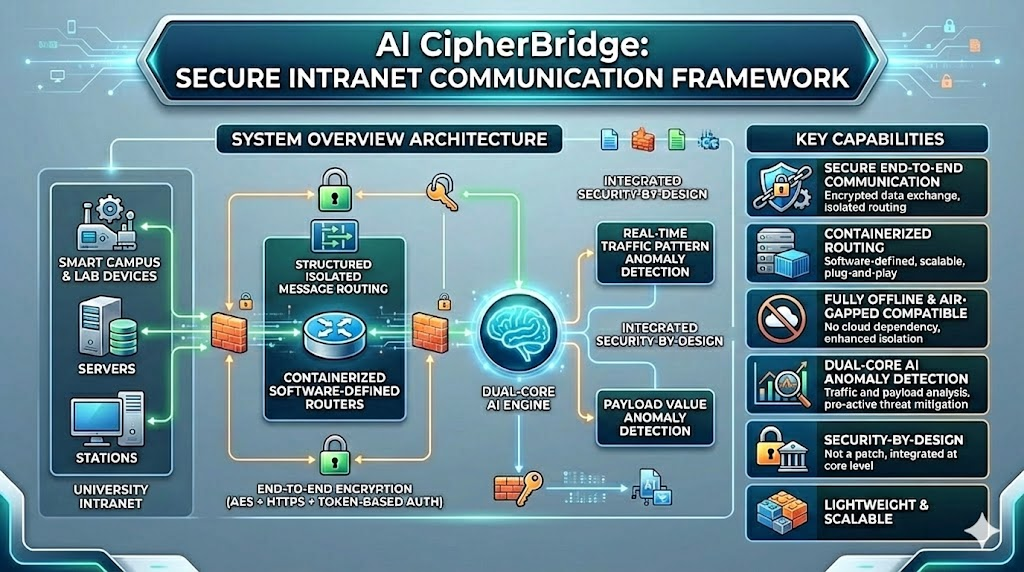 AI CipherBridge:
SECURE INTRANET COMMUNICATION FRAMEWORK
SYSTEM OVERVIEW ARCHITECTURE
SMART CAMPUS
& LAB DEVICES
SERVERS
STATIONS
UNIVERSITY
INTRANET
STRUCTURED
ISOLATED
MESSAGE ROUTING
CONTAINERIZED
SOFTWARE-DEFINED
ROUTERS
END-TO-END ENCRYPTION
(AES + HTTPS + TOKEN-BASED AUTH)
DUAL-CORE
AI ENGINE
INTEGRATED
SECURITY-BY-DESIGN
REAL-TIME
TRAFFIC PATTERN
ANOMALY
DETECTION
INTEGRATED
SECURITY-BY-DESIGN
PAYLOAD VALUE
ANOMALY
DETECTION
AI
KEY CAPABILITIES
SECURE END-TO-END
COMMUNICATION
Encrypted data exchange,
isolated routing
CONTAINERIZED
ROUTING
Software-defined, scalable,
plug-and-play
FULLY OFFLINE & AIR-
GAPPED COMPATIBLE
No cloud dependency,
enhanced isolation
DUAL-CORE AI
ANOMALY DETECTION
Traffic and payload analysis,
pro-active threat mitigation
SECURITY-BY-DESIGN
Not a patch, integrated at
core level
LIGHTWEIGHT &
SCALABLE